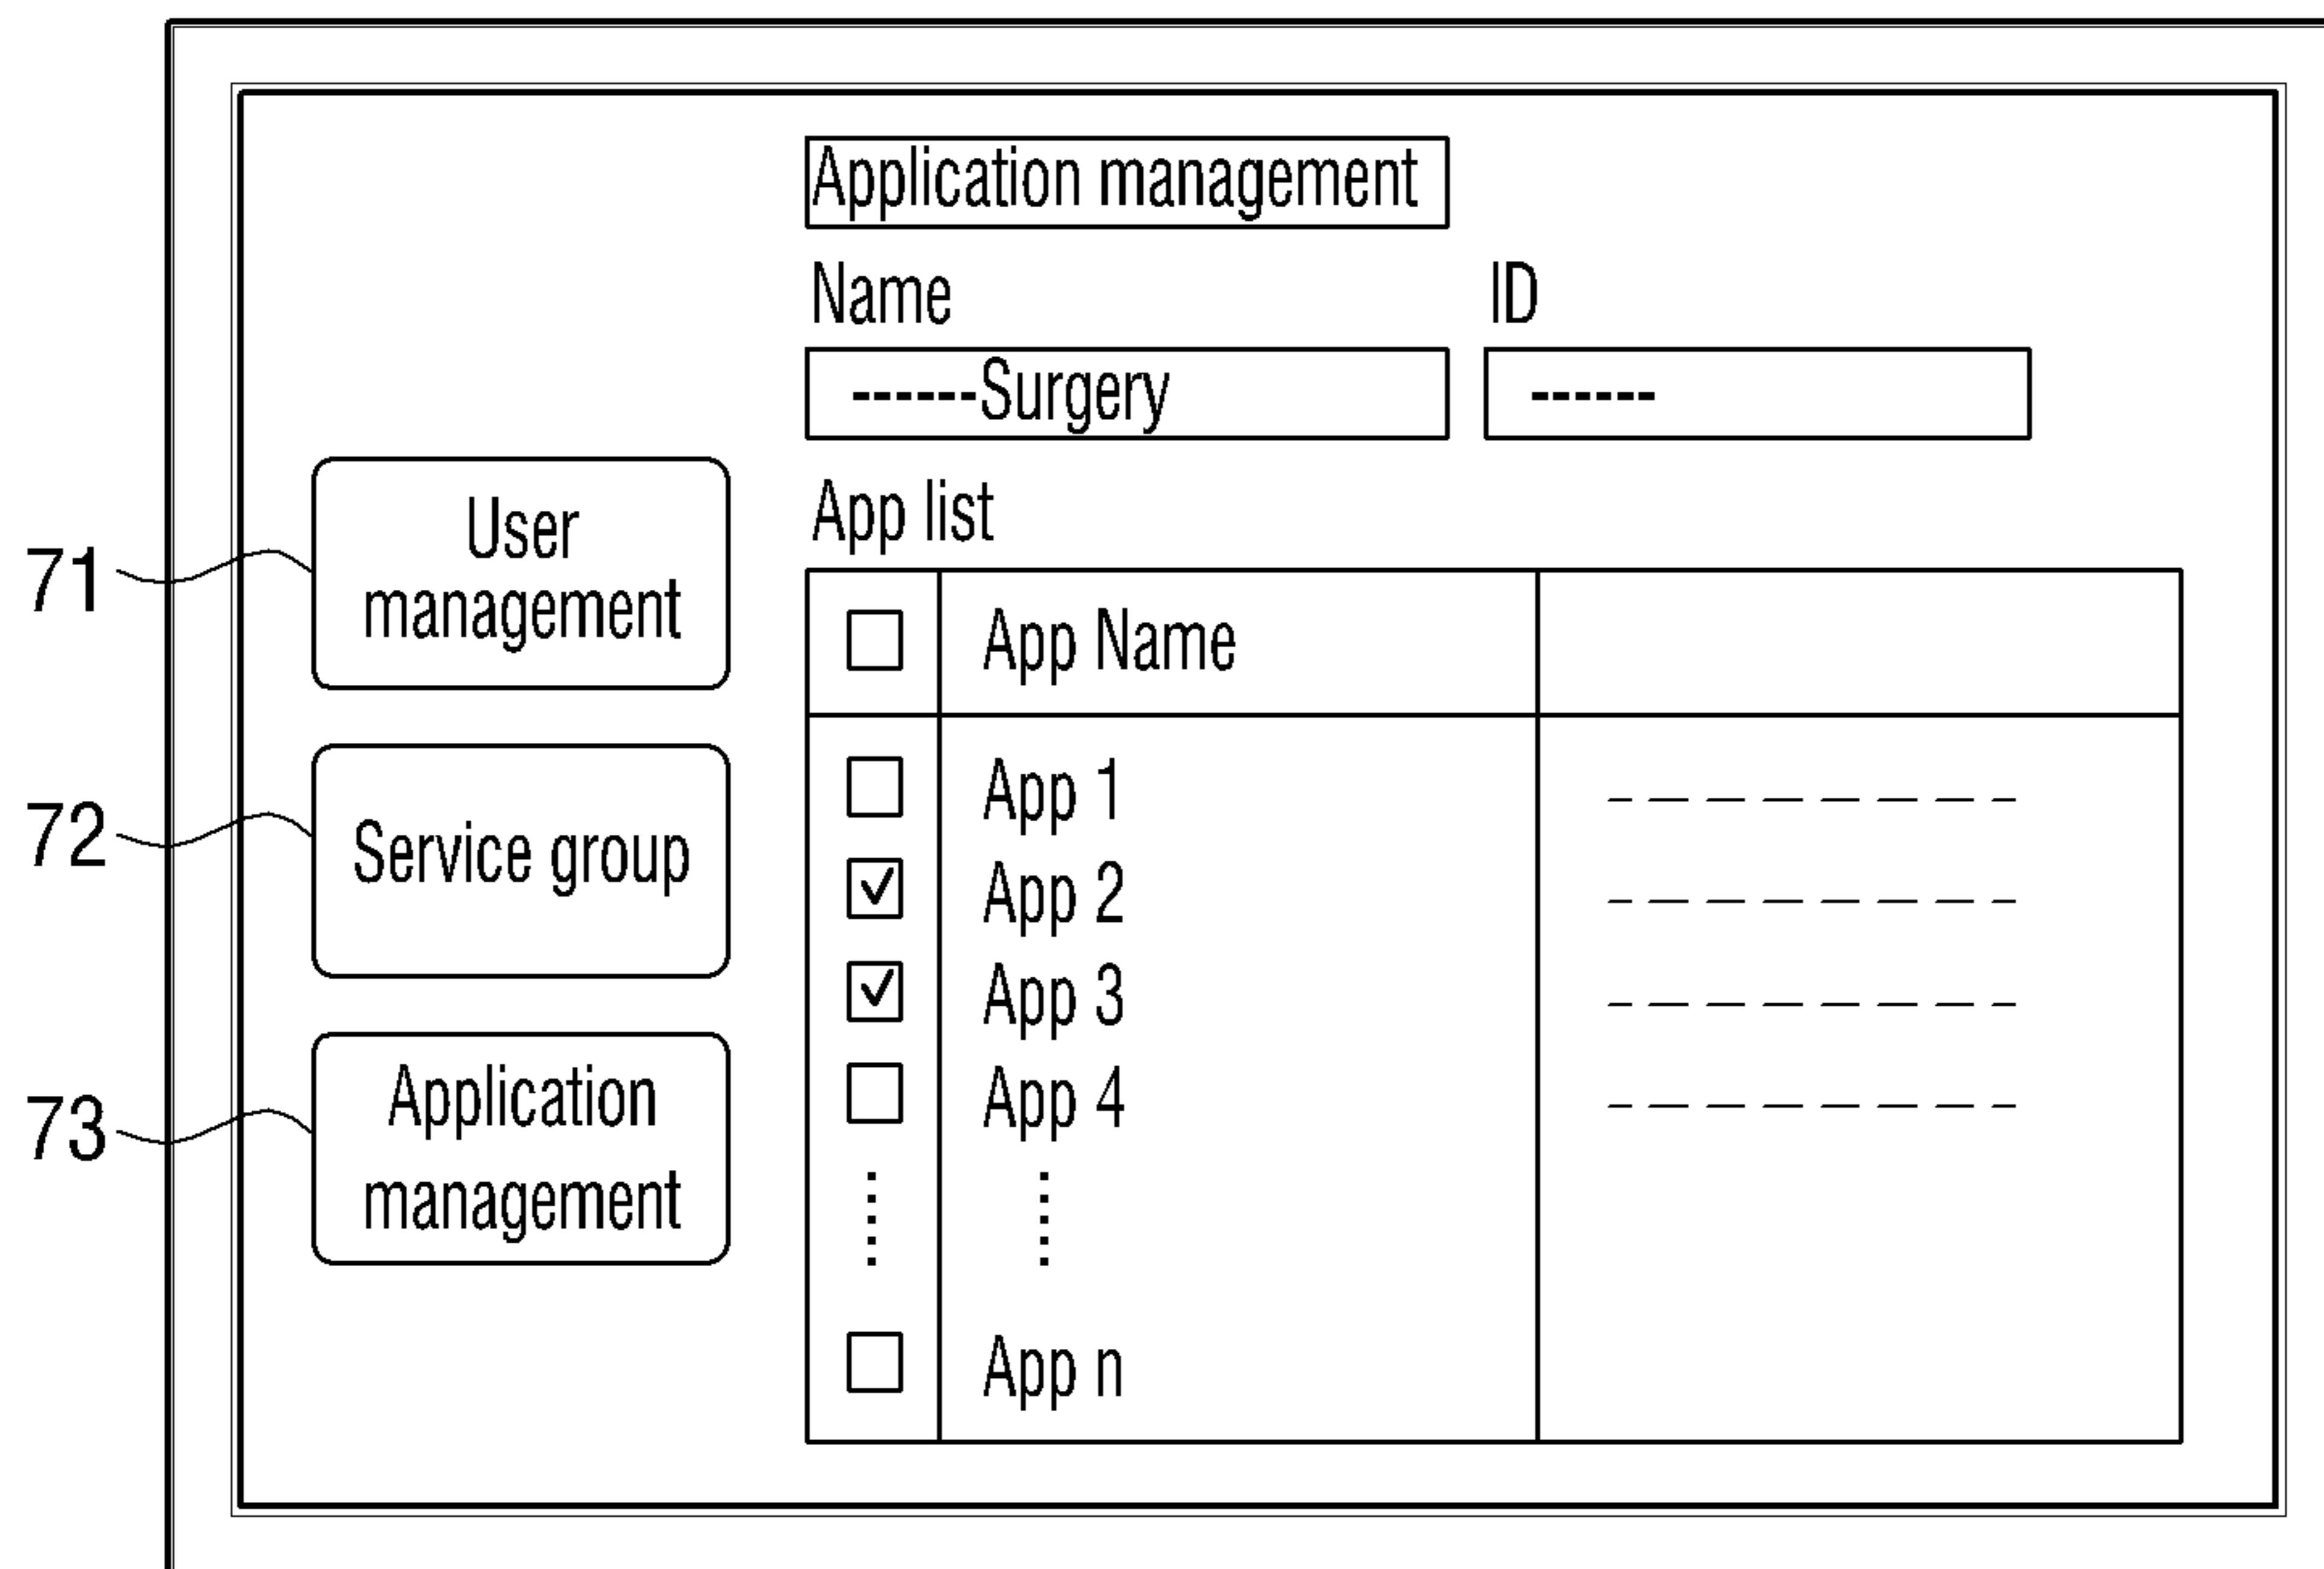 Application management
Name
ID
------Surgery
------
71
User
management
72
Service group
73
Application
management
App list
App Name
App 1
App 2
App 3
App 4
App n